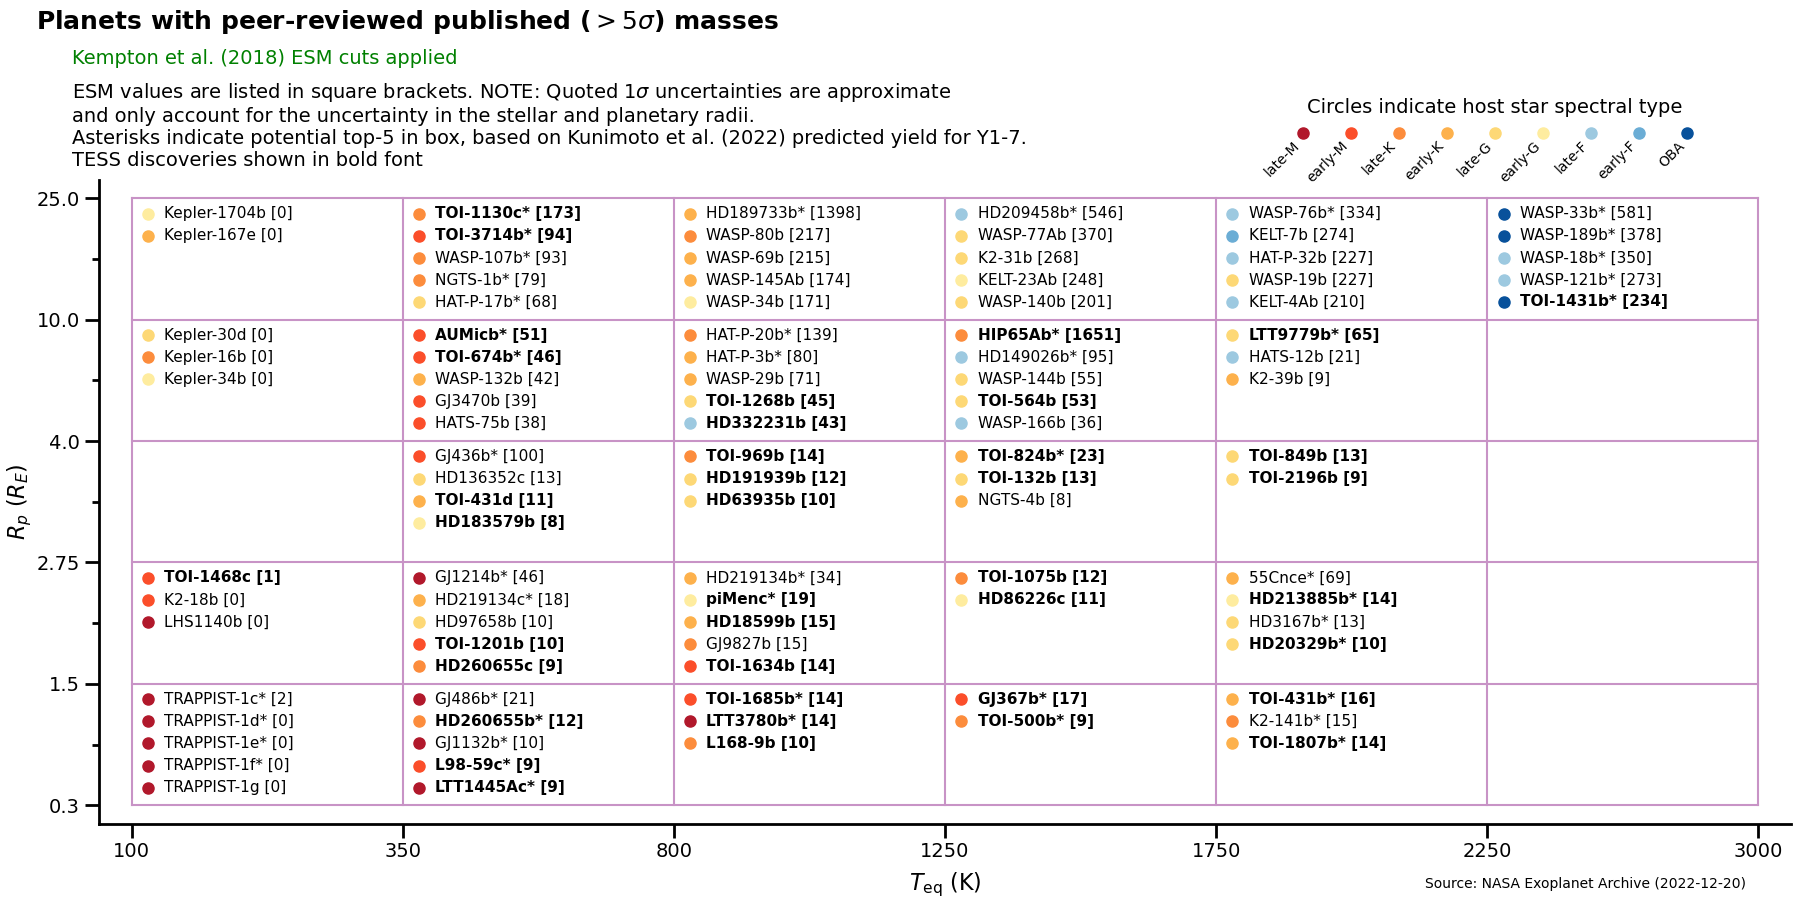 Planets with peer-reviewed published (>5σ) masses
Kempton et al. (2018) ESM cuts applied
ESM values are listed in square brackets. NOTE: Quoted 1σ uncertainties are approximate
and only account for the uncertainty in the stellar and planetary radii.
Asterisks indicate potential top-5 in box, based on Kunimoto et al. (2022) predicted yield for Y1-7.
TESS discoveries shown in bold font
Circles indicate host star spectral type
late-M
early-M
late-K
early-K
late-G
early-G
late-F
early-F
OBA
R_p (R_E)
25.0
10.0
4.0
2.75
1.5
0.3
Kepler-1704b [0]
Kepler-167e [0]
TOI-1130c* [173]
TOI-3714b* [94]
WASP-107b* [93]
NGTS-1b* [79]
HAT-P-17b* [68]
HD189733b* [1398]
WASP-80b [217]
WASP-69b [215]
WASP-145Ab [174]
WASP-34b [171]
HD209458b* [546]
WASP-77Ab [370]
K2-31b [268]
KELT-23Ab [248]
WASP-140b [201]
WASP-76b* [334]
KELT-7b [274]
HAT-P-32b [227]
WASP-19b [227]
KELT-4Ab [210]
WASP-33b* [581]
WASP-189b* [378]
WASP-18b* [350]
WASP-121b* [273]
TOI-1431b* [234]
Kepler-30d [0]
Kepler-16b [0]
Kepler-34b [0]
AUMicb* [51]
TOI-674b* [46]
WASP-132b [42]
GJ3470b [39]
HATS-75b [38]
HAT-P-20b* [139]
HAT-P-3b* [80]
WASP-29b [71]
TOI-1268b [45]
HD332231b [43]
HIP65Ab* [1651]
HD149026b* [95]
WASP-144b [55]
TOI-564b [53]
WASP-166b [36]
LTT9779b* [65]
HATS-12b [21]
K2-39b [9]
GJ436b* [100]
HD136352c [13]
TOI-431d [11]
HD183579b [8]
TOI-969b [14]
HD191939b [12]
HD63935b [10]
TOI-824b* [23]
TOI-132b [13]
NGTS-4b [8]
TOI-849b [13]
TOI-2196b [9]
TOI-1468c [1]
K2-18b [0]
LHS1140b [0]
GJ1214b* [46]
HD219134c* [18]
HD97658b [10]
TOI-1201b [10]
HD260655c [9]
HD219134b* [34]
piMenc* [19]
HD18599b [15]
GJ9827b [15]
TOI-1634b [14]
TOI-1075b [12]
HD86226c [11]
55Cnce* [69]
HD213885b* [14]
HD3167b* [13]
HD20329b* [10]
TRAPPIST-1c* [2]
TRAPPIST-1d* [0]
TRAPPIST-1e* [0]
TRAPPIST-1f* [0]
TRAPPIST-1g [0]
GJ486b* [21]
HD260655b* [12]
GJ1132b* [10]
L98-59c* [9]
LTT1445Ac* [9]
TOI-1685b* [14]
LTT3780b* [14]
L168-9b [10]
GJ367b* [17]
TOI-500b* [9]
TOI-431b* [16]
K2-141b* [15]
TOI-1807b* [14]
100
350
800
1250
1750
2250
3000
T_eq (K)
Source: NASA Exoplanet Archive (2022-12-20)